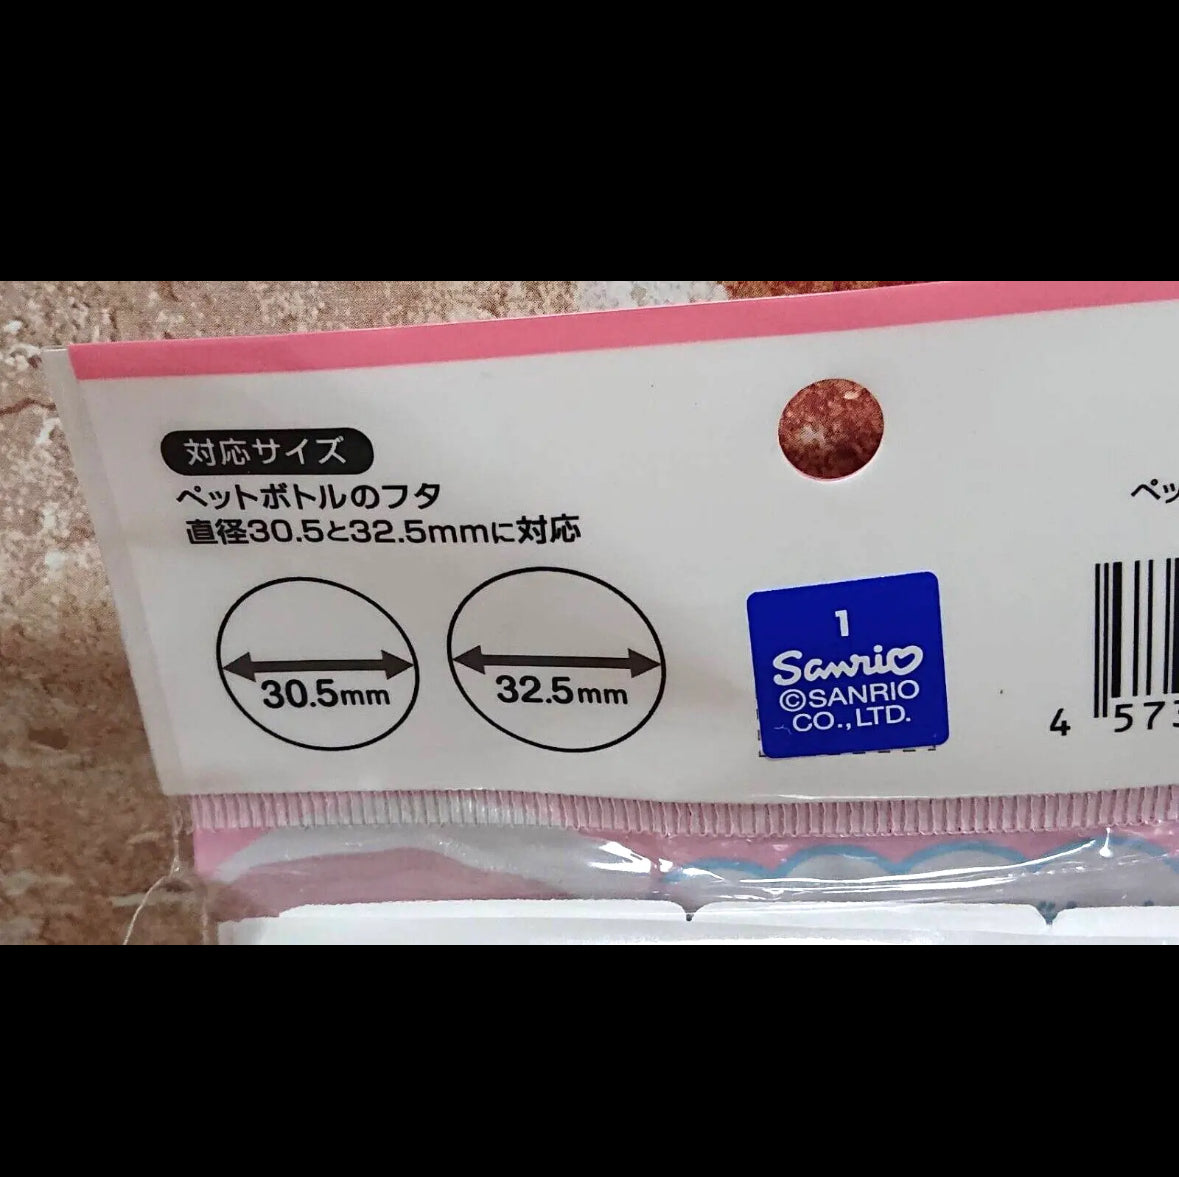 対応サイズ
ペットボトルのフタ
直径30.5と32.5mmに対応
30.5mm
32.5mm
1
Sanrio
©SANRIO
CO.,LTD.
ペッ
4 573